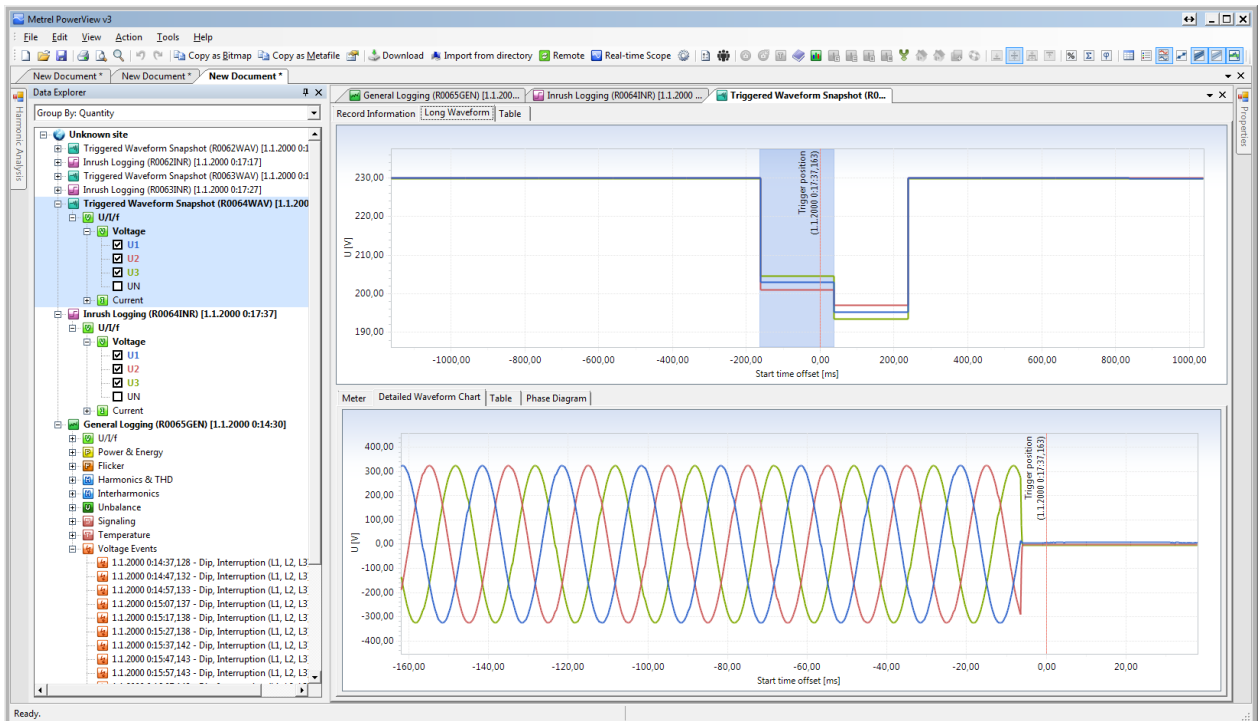 Metrel PowerView v3
File Edit View Action Tools Help
Copy as Bitmap Copy as Metafile Download Import from directory Remote Real-time Scope
New Document * New Document * New Document *
Harmonic Analysis
Data Explorer
Group By: Quantity
Unknown site
Triggered Waveform Snapshot (R0062WAV) [1.1.2000 0:1
Inrush Logging (R0062INR) [1.1.2000 0:17:17]
Triggered Waveform Snapshot (R0063WAV) [1.1.2000 0:1
Inrush Logging (R0063INR) [1.1.2000 0:17:27]
Triggered Waveform Snapshot (R0064WAV) [1.1.200
U/I/f
Voltage
U1
U2
U3
UN
Current
Inrush Logging (R0064INR) [1.1.2000 0:17:37]
U/I/f
Voltage
U1
U2
U3
UN
Current
General Logging (R0065GEN) [1.1.2000 0:14:30]
U/I/f
Power & Energy
Flicker
Harmonics & THD
Interharmonics
Unbalance
Signaling
Temperature
Voltage Events
1.1.2000 0:14:37,128 - Dip, Interruption (L1, L2, L3
1.1.2000 0:14:47,132 - Dip, Interruption (L1, L2, L3
1.1.2000 0:14:57,133 - Dip, Interruption (L1, L2, L3
1.1.2000 0:15:07,137 - Dip, Interruption (L1, L2, L3
1.1.2000 0:15:17,138 - Dip, Interruption (L1, L2, L3
1.1.2000 0:15:27,138 - Dip, Interruption (L1, L2, L3
1.1.2000 0:15:37,142 - Dip, Interruption (L1, L2, L3
1.1.2000 0:15:47,143 - Dip, Interruption (L1, L2, L3
1.1.2000 0:15:57,143 - Dip, Interruption (L1, L2, L3
General Logging (R0065GEN) [1.1.200... Inrush Logging (R0064INR) [1.1.2000 ... Triggered Waveform Snapshot (R0...
Record Information Long Waveform Table
Trigger position
(1.1.2000 0:17:37,163)
230,00
220,00
210,00
200,00
190,00
U [V]
-1000,00 -800,00 -600,00 -400,00 -200,00 0,00 200,00 400,00 600,00 800,00 1000,00
Start time offset [ms]
Meter Detailed Waveform Chart Table Phase Diagram
Trigger position
(1.1.2000 0:17:37,163)
400,00
300,00
200,00
100,00
0,00
-100,00
-200,00
-300,00
-400,00
U [V]
-160,00 -140,00 -120,00 -100,00 -80,00 -60,00 -40,00 -20,00 0,00 20,00
Start time offset [ms]
Properties
Ready.